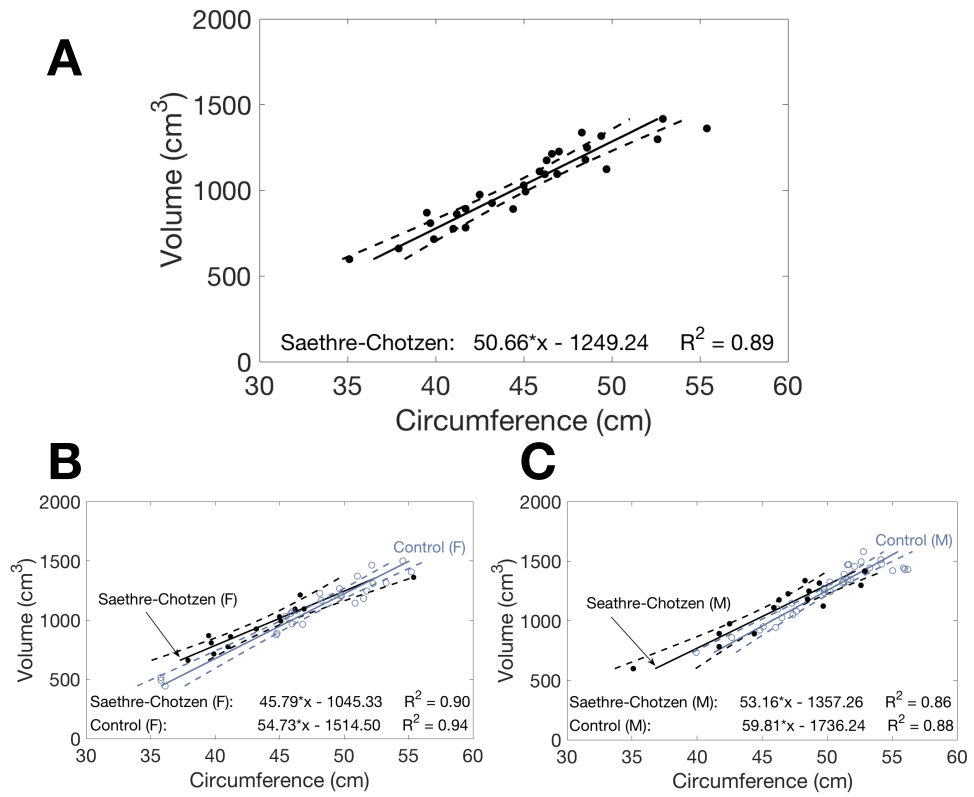 A
2000
1500
1000
500
0
Volume (cm³)
Saethre-Chotzen: 50.66*x - 1249.24 R² = 0.89
30 35 40 45 50 55 60
Circumference (cm)
B
2000
1500
1000
500
0
Volume (cm³)
Control (F)
Saethre-Chotzen (F)
Saethre-Chotzen (F): 45.79*x - 1045.33 R² = 0.90
Control (F): 54.73*x - 1514.50 R² = 0.94
30 35 40 45 50 55 60
Circumference (cm)
C
2000
1500
1000
500
0
Volume (cm³)
Control (M)
Seathre-Chotzen (M)
Saethre-Chotzen (M): 53.16*x - 1357.26 R² = 0.86
Control (M): 59.81*x - 1736.24 R² = 0.88
30 35 40 45 50 55 60
Circumference (cm)